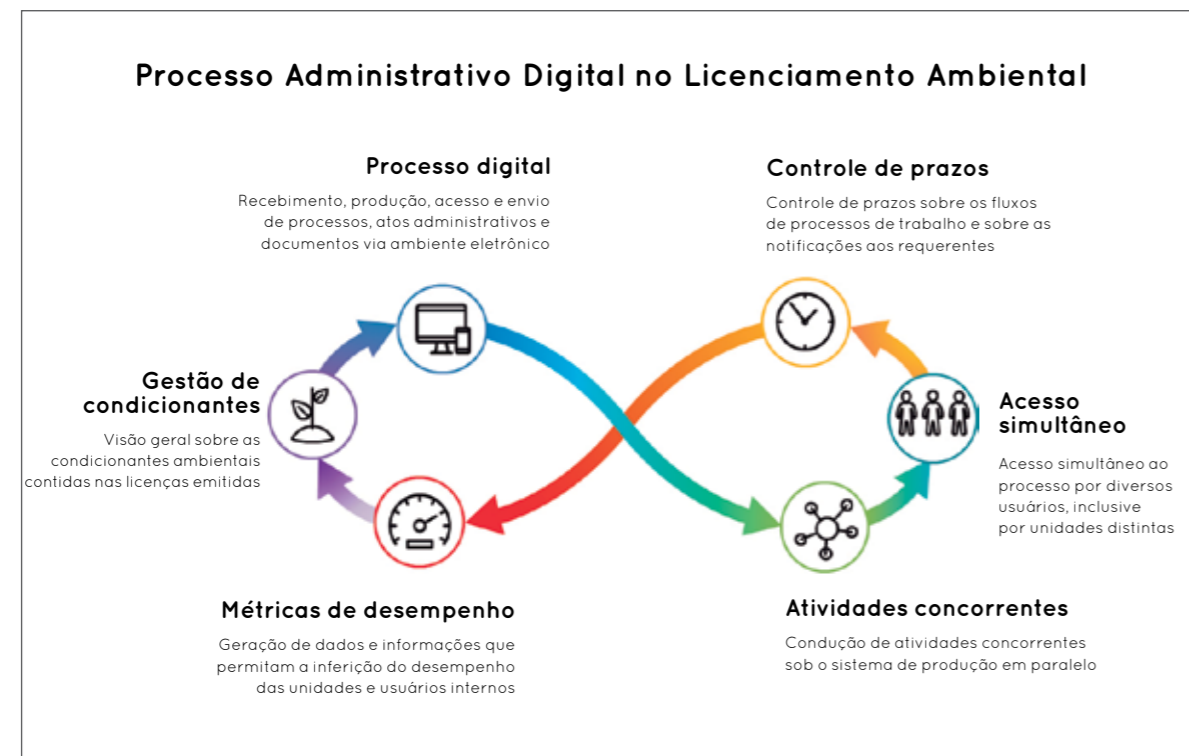 Processo Administrativo Digital no Licenciamento Ambiental
Processo digital
Recebimento, produção, acesso e envio
de processos, atos administrativos e
documentos via ambiente eletrônico
Controle de prazos
Controle de prazos sobre os fluxos
de processos de trabalho e sobre as
notificações aos requerentes
Gestão de
condicionantes
Visão geral sobre as
condicionantes ambientais
contidas nas licenças emitidas
Acesso
simultâneo
Acesso simultâneo ao
processo por diversos
usuários, inclusive
por unidades distintas
Métricas de desempenho
Geração de dados e informações que
permitam a inferição do desempenho
das unidades e usuários internos
Atividades concorrentes
Condução de atividades concorrentes
sob o sistema de produção em paralelo